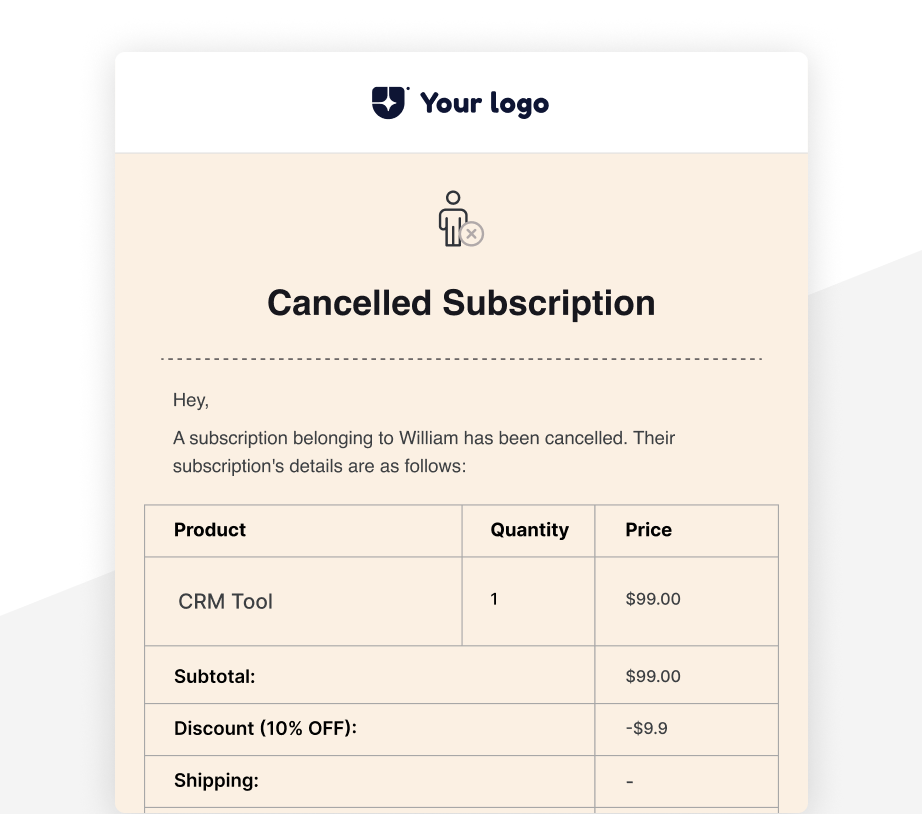 Your logo
Cancelled Subscription
Hey,
A subscription belonging to William has been cancelled. Their
subscription's details are as follows:
Product Quantity Price
CRM Tool 1 $99.00
Subtotal: $99.00
Discount (10% OFF): -$9.9
Shipping: -